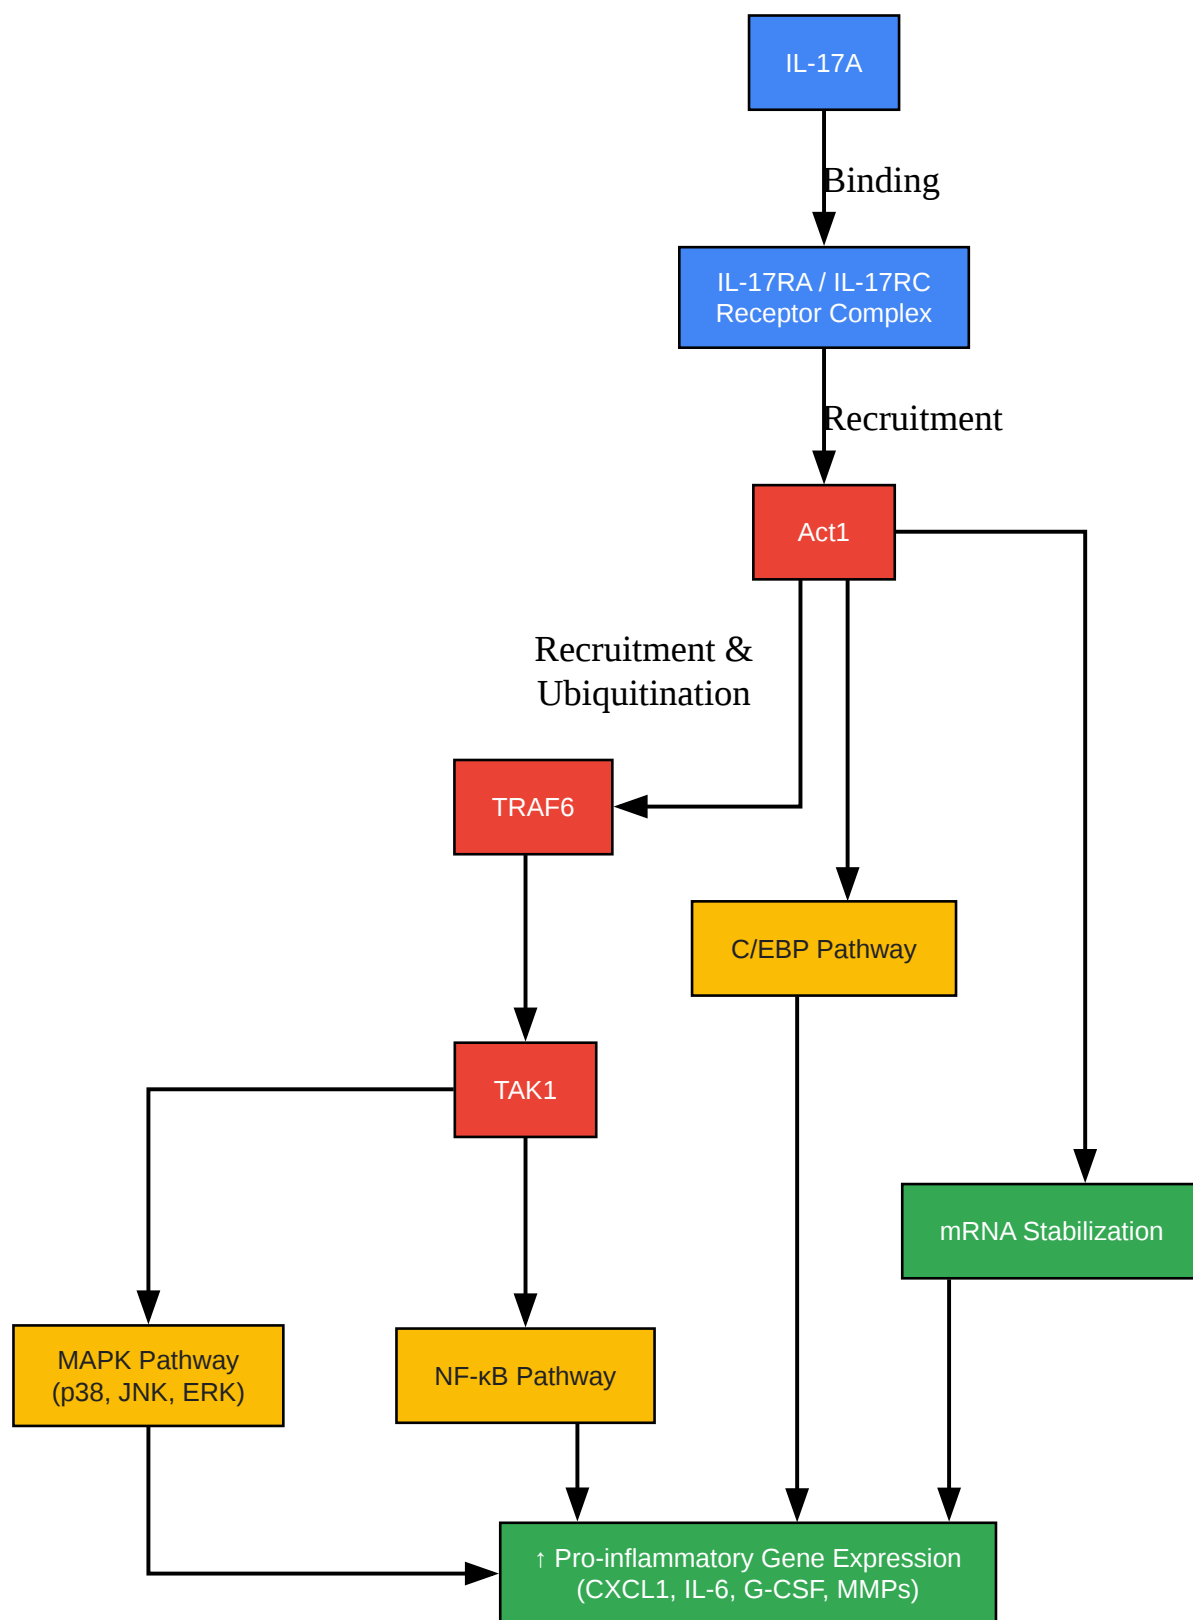 IL-17A
Binding
IL-17RA / IL-17RC
Receptor Complex
Recruitment
Act1
Recruitment &
Ubiquitination
TRAF6
C/EBP Pathway
TAK1
mRNA Stabilization
MAPK Pathway
(p38, JNK, ERK)
NF-κB Pathway
↑ Pro-inflammatory Gene Expression
(CXCL1, IL-6, G-CSF, MMPs)